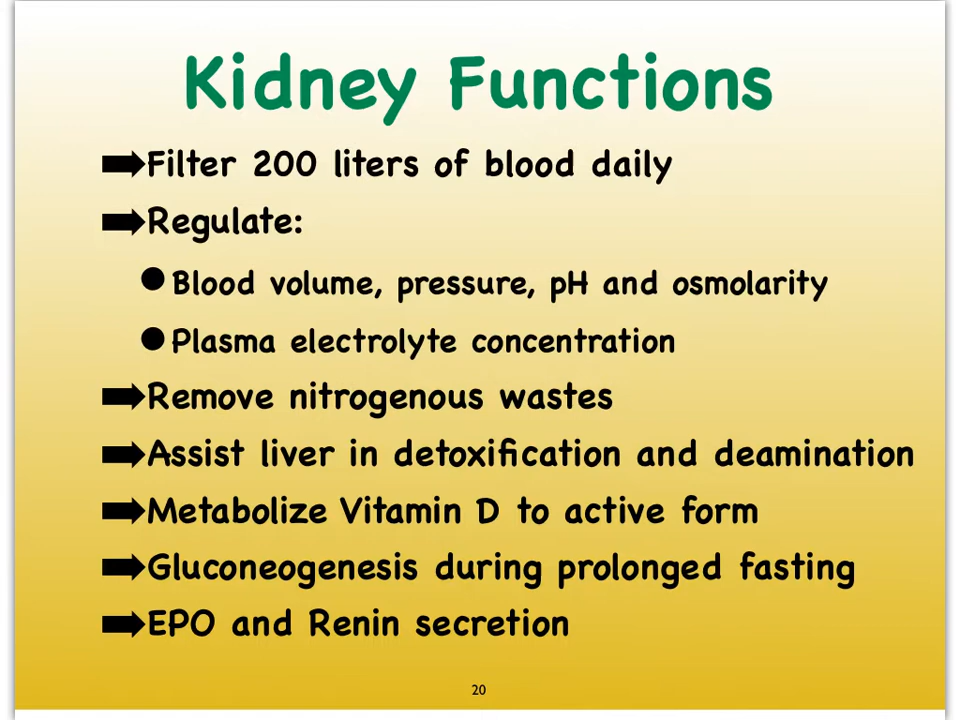 Kidney Functions
Filter 200 liters of blood daily
Regulate:
Blood volume, pressure, pH and osmolarity
Plasma electrolyte concentration
Remove nitrogenous wastes
Assist liver in detoxification and deamination
Metabolize Vitamin D to active form
Gluconeogenesis during prolonged fasting
EPO and Renin secretion
20